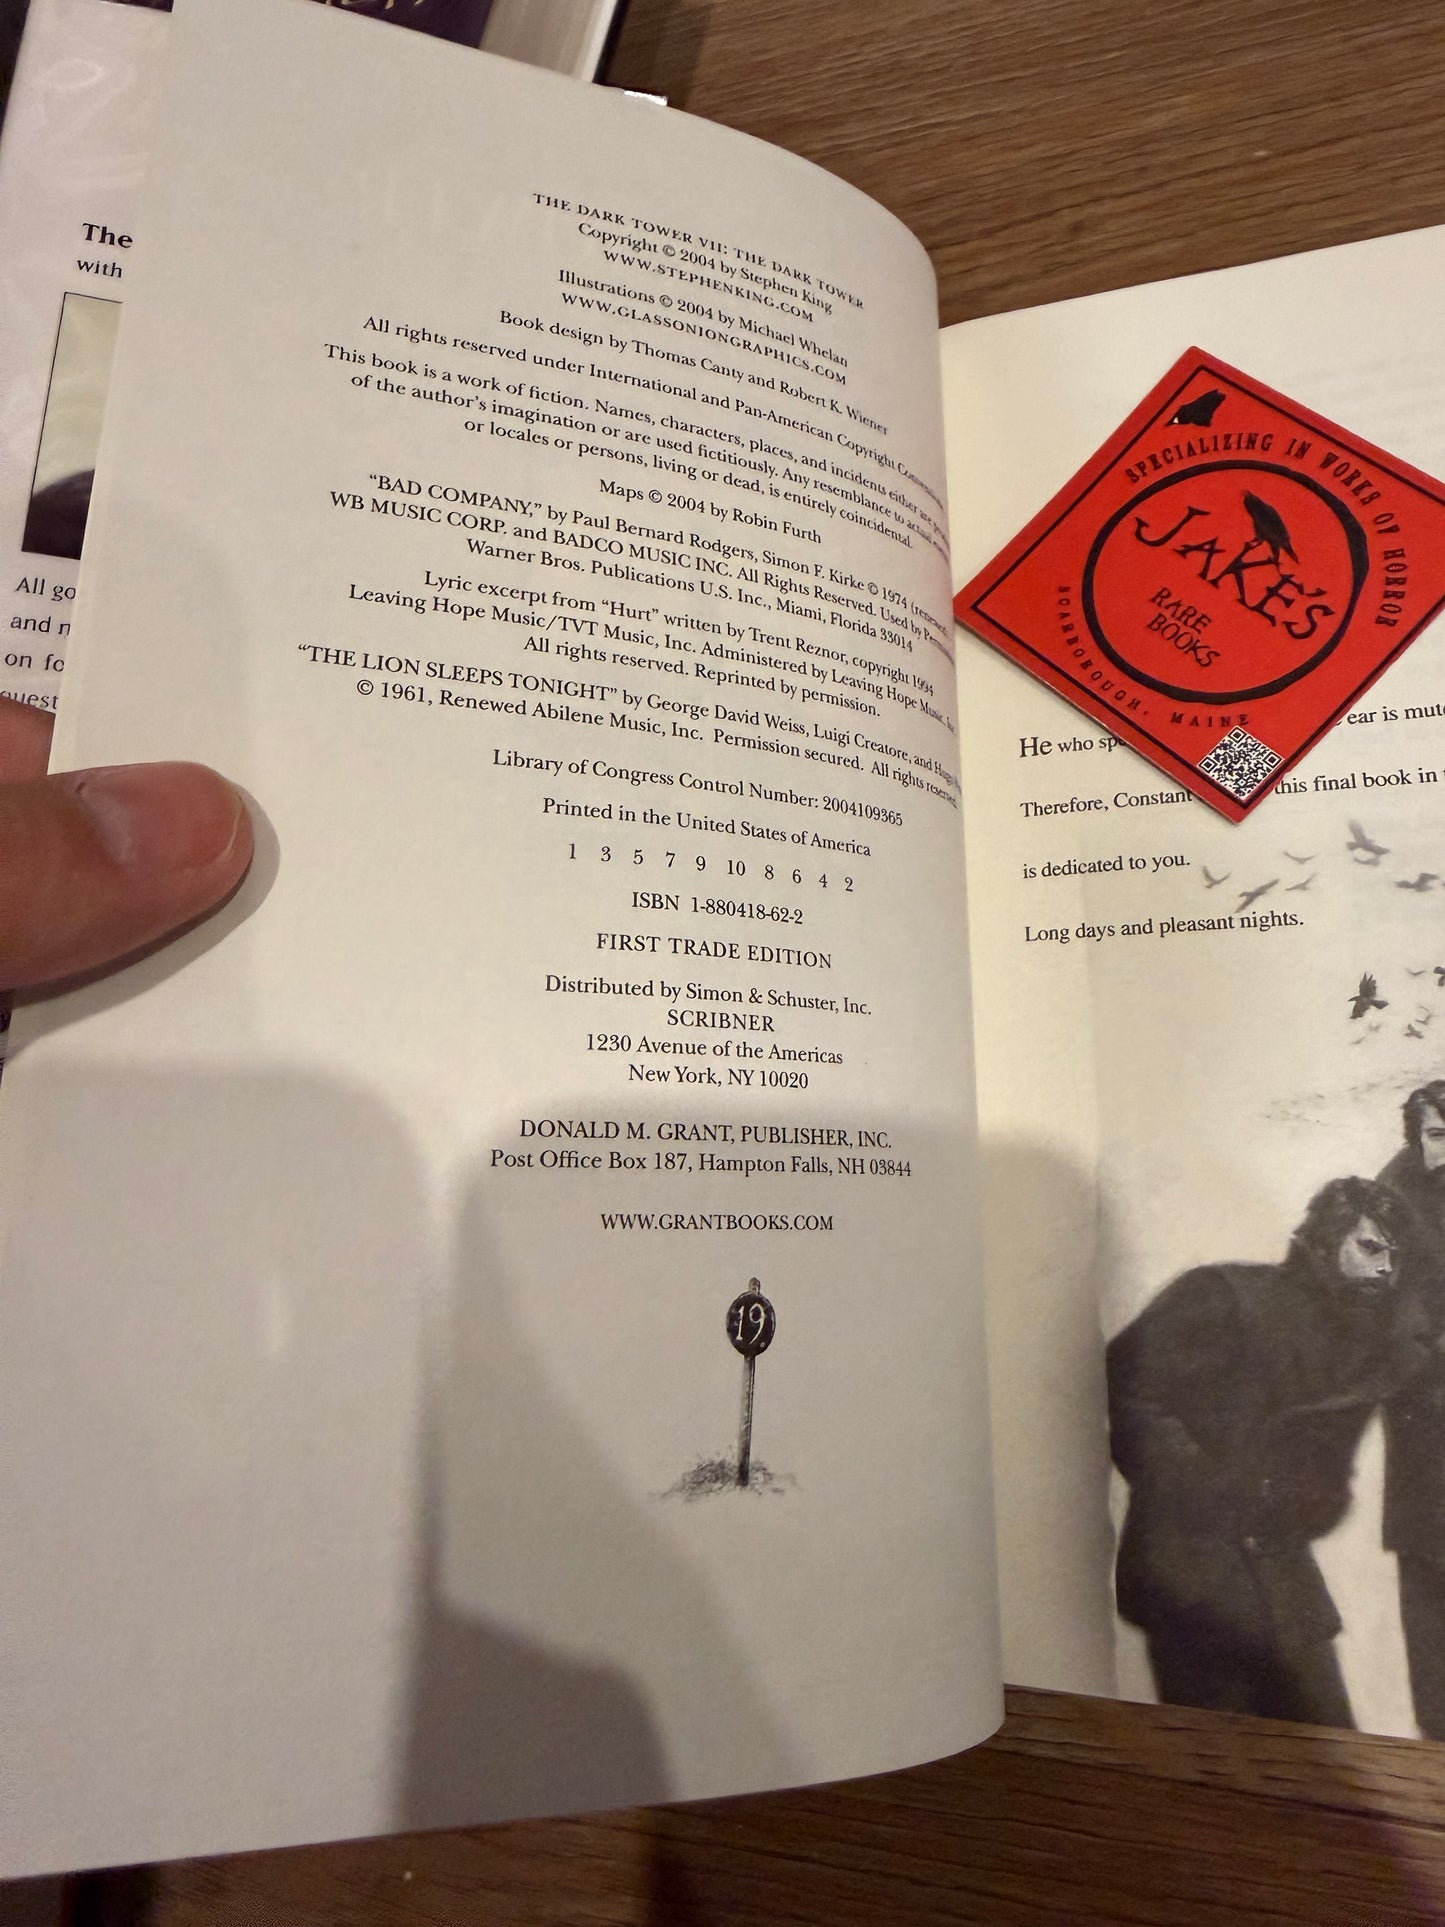 The
with
All go
and n
on fo
quest
THE DARK TOWER VII: THE DARK TOWER
Copyright © 2004 by Stephen King
WWW.STEPHENKING.COM
Illustrations © 2004 by Michael Whelan
WWW.GLASSONIONGRAPHICS.COM
Book design by Thomas Canty and Robert K. Wiener
All rights reserved under International and Pan-American Copyright
This book is a work of fiction. Names, characters, places, and incidents either are
of the author's imagination or are used fictitiously. Any resemblance to actual
or locales or persons, living or dead, is entirely coincidental.
Maps © 2004 by Robin Furth
“BAD COMPANY,” by Paul Bernard Rodgers, Simon F. Kirke © 1974 (renewed)
WB MUSIC CORP. and BADCO MUSIC INC. All Rights Reserved. Used by
Warner Bros. Publications U.S. Inc., Miami, Florida 33014
Lyric excerpt from “Hurt” written by Trent Reznor, copyright 1994
Leaving Hope Music/TVT Music, Inc. Administered by Leaving Hope Music, Inc.
All rights reserved. Reprinted by permission.
“THE LION SLEEPS TONIGHT” by George David Weiss, Luigi Creatore, and
© 1961, Renewed Abilene Music, Inc. Permission secured. All rights reserved.
Library of Congress Control Number: 2004109365
Printed in the United States of America
1 3 5 7 9 10 8 6 4 2
ISBN 1-880418-62-2
FIRST TRADE EDITION
Distributed by Simon & Schuster, Inc.
SCRIBNER
1230 Avenue of the Americas
New York, NY 10020
DONALD M. GRANT, PUBLISHER, INC.
Post Office Box 187, Hampton Falls, NH 03844
WWW.GRANTBOOKS.COM
19.
SPECIALIZING IN WORKS OF HORROR
JAKE'S
RARE
BOOKS
SCARBOROUGH, MAINE
He who spe ear is mute
Therefore, Constant this final book in
is dedicated to you.
Long days and pleasant nights.